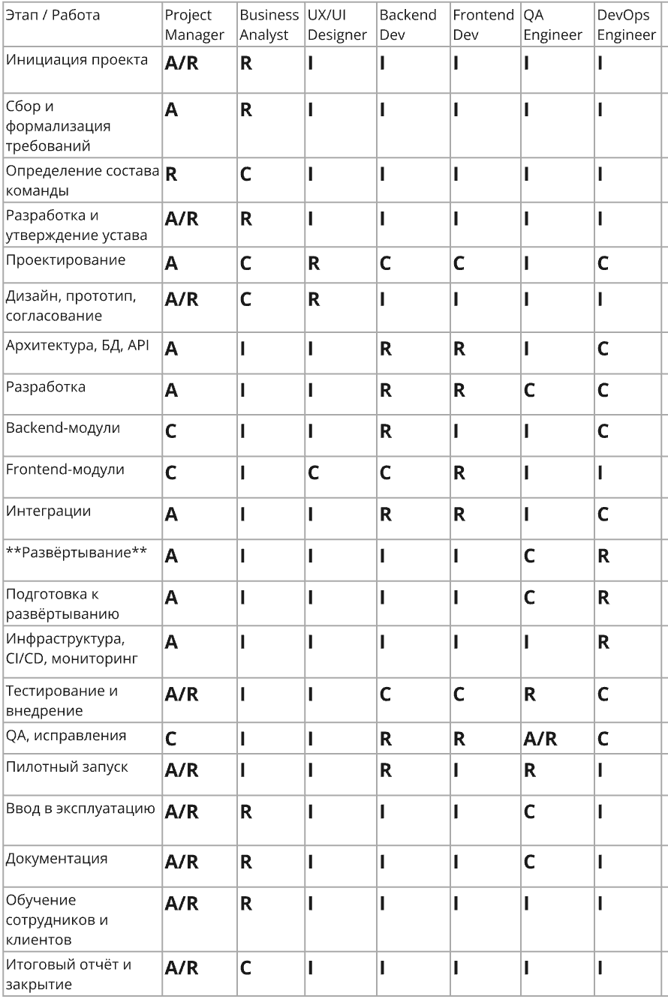 Этап / Работа
Project
Manager
Business
Analyst
UX/UI
Designer
Backend
Dev
Frontend
Dev
QA
Engineer
DevOps
Engineer
Инициация проекта A/R R I I I I I
Сбор и
формализация
требований
A R I I I I I
Определение состава
команды
R C I I I I I
Разработка и
утверждение устава
A/R R I I I I I
Проектирование A C R C C I C
Дизайн, прототип,
согласование
A/R C R I I I I
Архитектура, БД, API A I I R R I C
Разработка A I I R R C C
Backend-модули C I I R I I C
Frontend-модули C I C C R I I
Интеграции A I I R R I C
**Развёртывание** A I I I I C R
Подготовка к
развёртыванию
A I I I I C R
Инфраструктура,
CI/CD, мониторинг
A I I I I I R
Тестирование и
внедрение
A/R I I C C R C
QA, исправления C I I R R A/R C
Пилотный запуск A/R I I R I R I
Ввод в эксплуатацию A/R R I I I C I
Документация A/R R I I I C I
Обучение
сотрудников и
клиентов
A/R R I I I I I
Итоговый отчёт и
закрытие
A/R C I I I I I